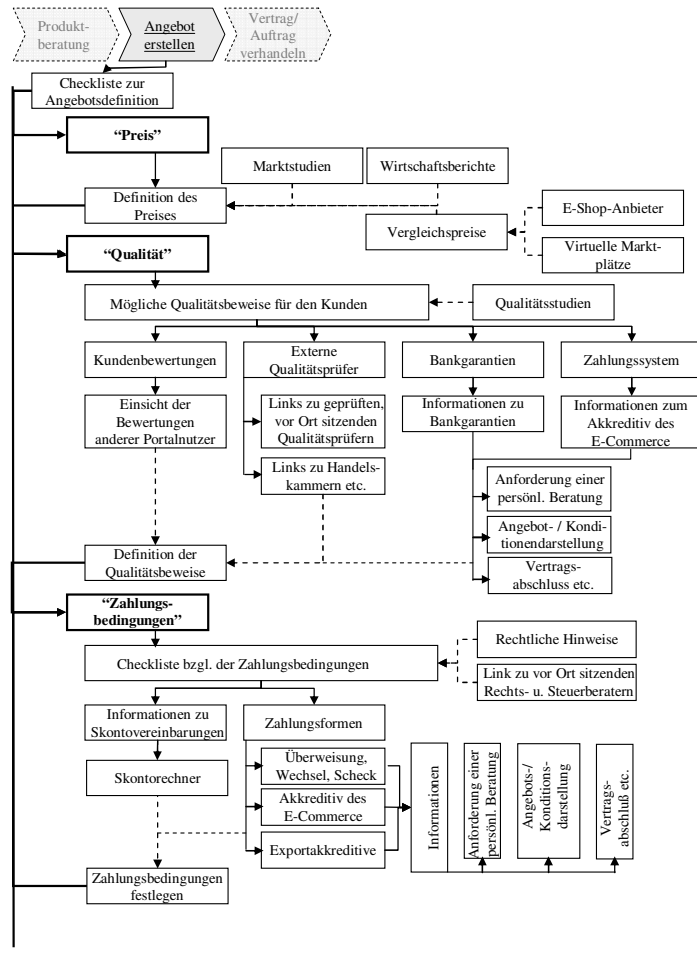 Produkt-
beratung
Angebot
erstellen
Vertrag/
Auftrag
verhandeln
Checkliste zur
Angebotsdefinition
“Preis”
Marktstudien
Wirtschaftsberichte
Definition des
Preises
Vergleichspreise
E-Shop-Anbieter
Virtuelle Markt-
plätze
“Qualität”
Mögliche Qualitätsbeweise für den Kunden
Qualitätsstudien
Kundenbewertungen
Externe
Qualitätsprüfer
Bankgarantien
Zahlungssystem
Einsicht der
Bewertungen
anderer Portalnutzer
Links zu geprüften,
vor Ort sitzenden
Qualitätsprüfern
Informationen zu
Bankgarantien
Informationen zum
Akkreditiv des
E-Commerce
Links zu Handels-
kammern etc.
Anforderung einer
persönl. Beratung
Angebot- / Kondi-
tionendarstellung
Vertrags-
abschluss etc.
Definition der
Qualitätsbeweise
“Zahlungs-
bedingungen”
Rechtliche Hinweise
Checkliste bzgl. der Zahlungsbedingungen
Link zu vor Ort sitzenden
Rechts- u. Steuerberatern
Informationen zu
Skontovereinbarungen
Zahlungsformen
Skontorechner
Überweisung,
Wechsel, Scheck
Akkreditiv des
E-Commerce
Exportakkreditive
Informationen
Anforderung einer
persönl. Beratung
Angebots-/
Konditions-
darstellung
Vertrags-
abschluß etc.
Zahlungsbedingungen
festlegen